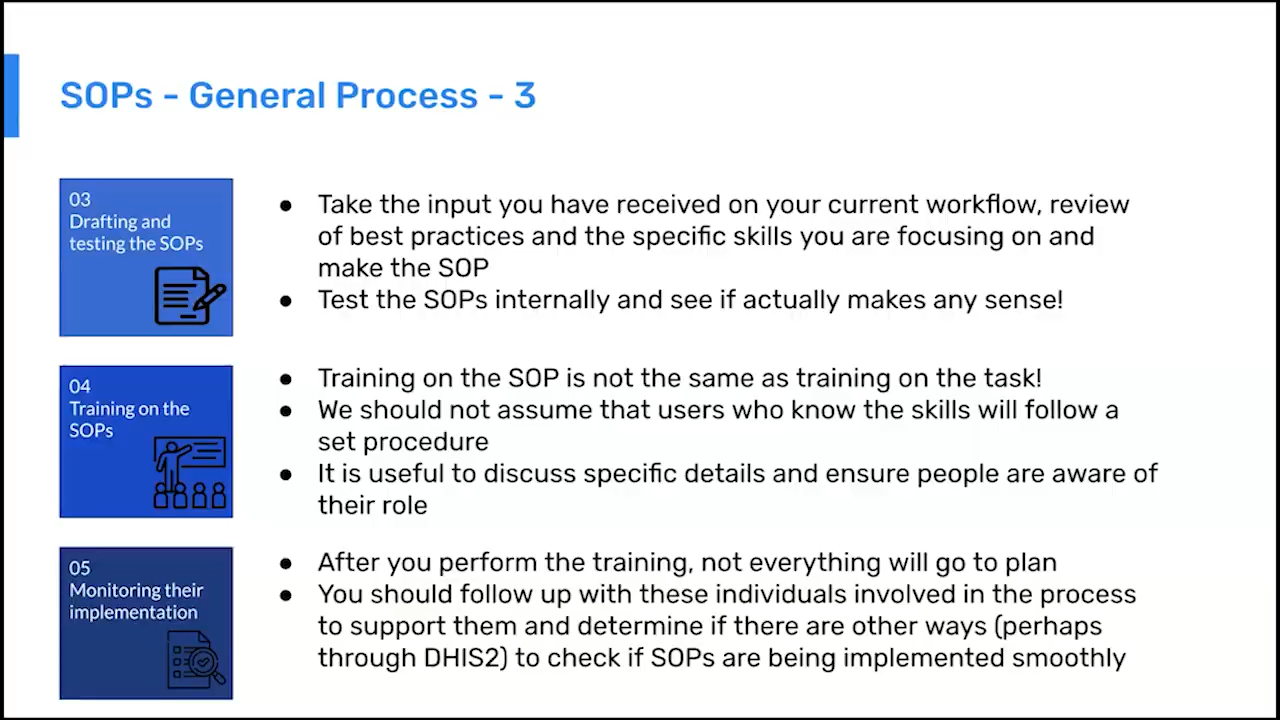 SOPs - General Process - 3
03
Drafting and
testing the SOPs
● Take the input you have received on your current workflow, review
of best practices and the specific skills you are focusing on and
make the SOP
● Test the SOPs internally and see if actually makes any sense!
04
Training on the
SOPs
● Training on the SOP is not the same as training on the task!
● We should not assume that users who know the skills will follow a
set procedure
● It is useful to discuss specific details and ensure people are aware of
their role
05
Monitoring their
implementation
● After you perform the training, not everything will go to plan
● You should follow up with these individuals involved in the process
to support them and determine if there are other ways (perhaps
through DHIS2) to check if SOPs are being implemented smoothly